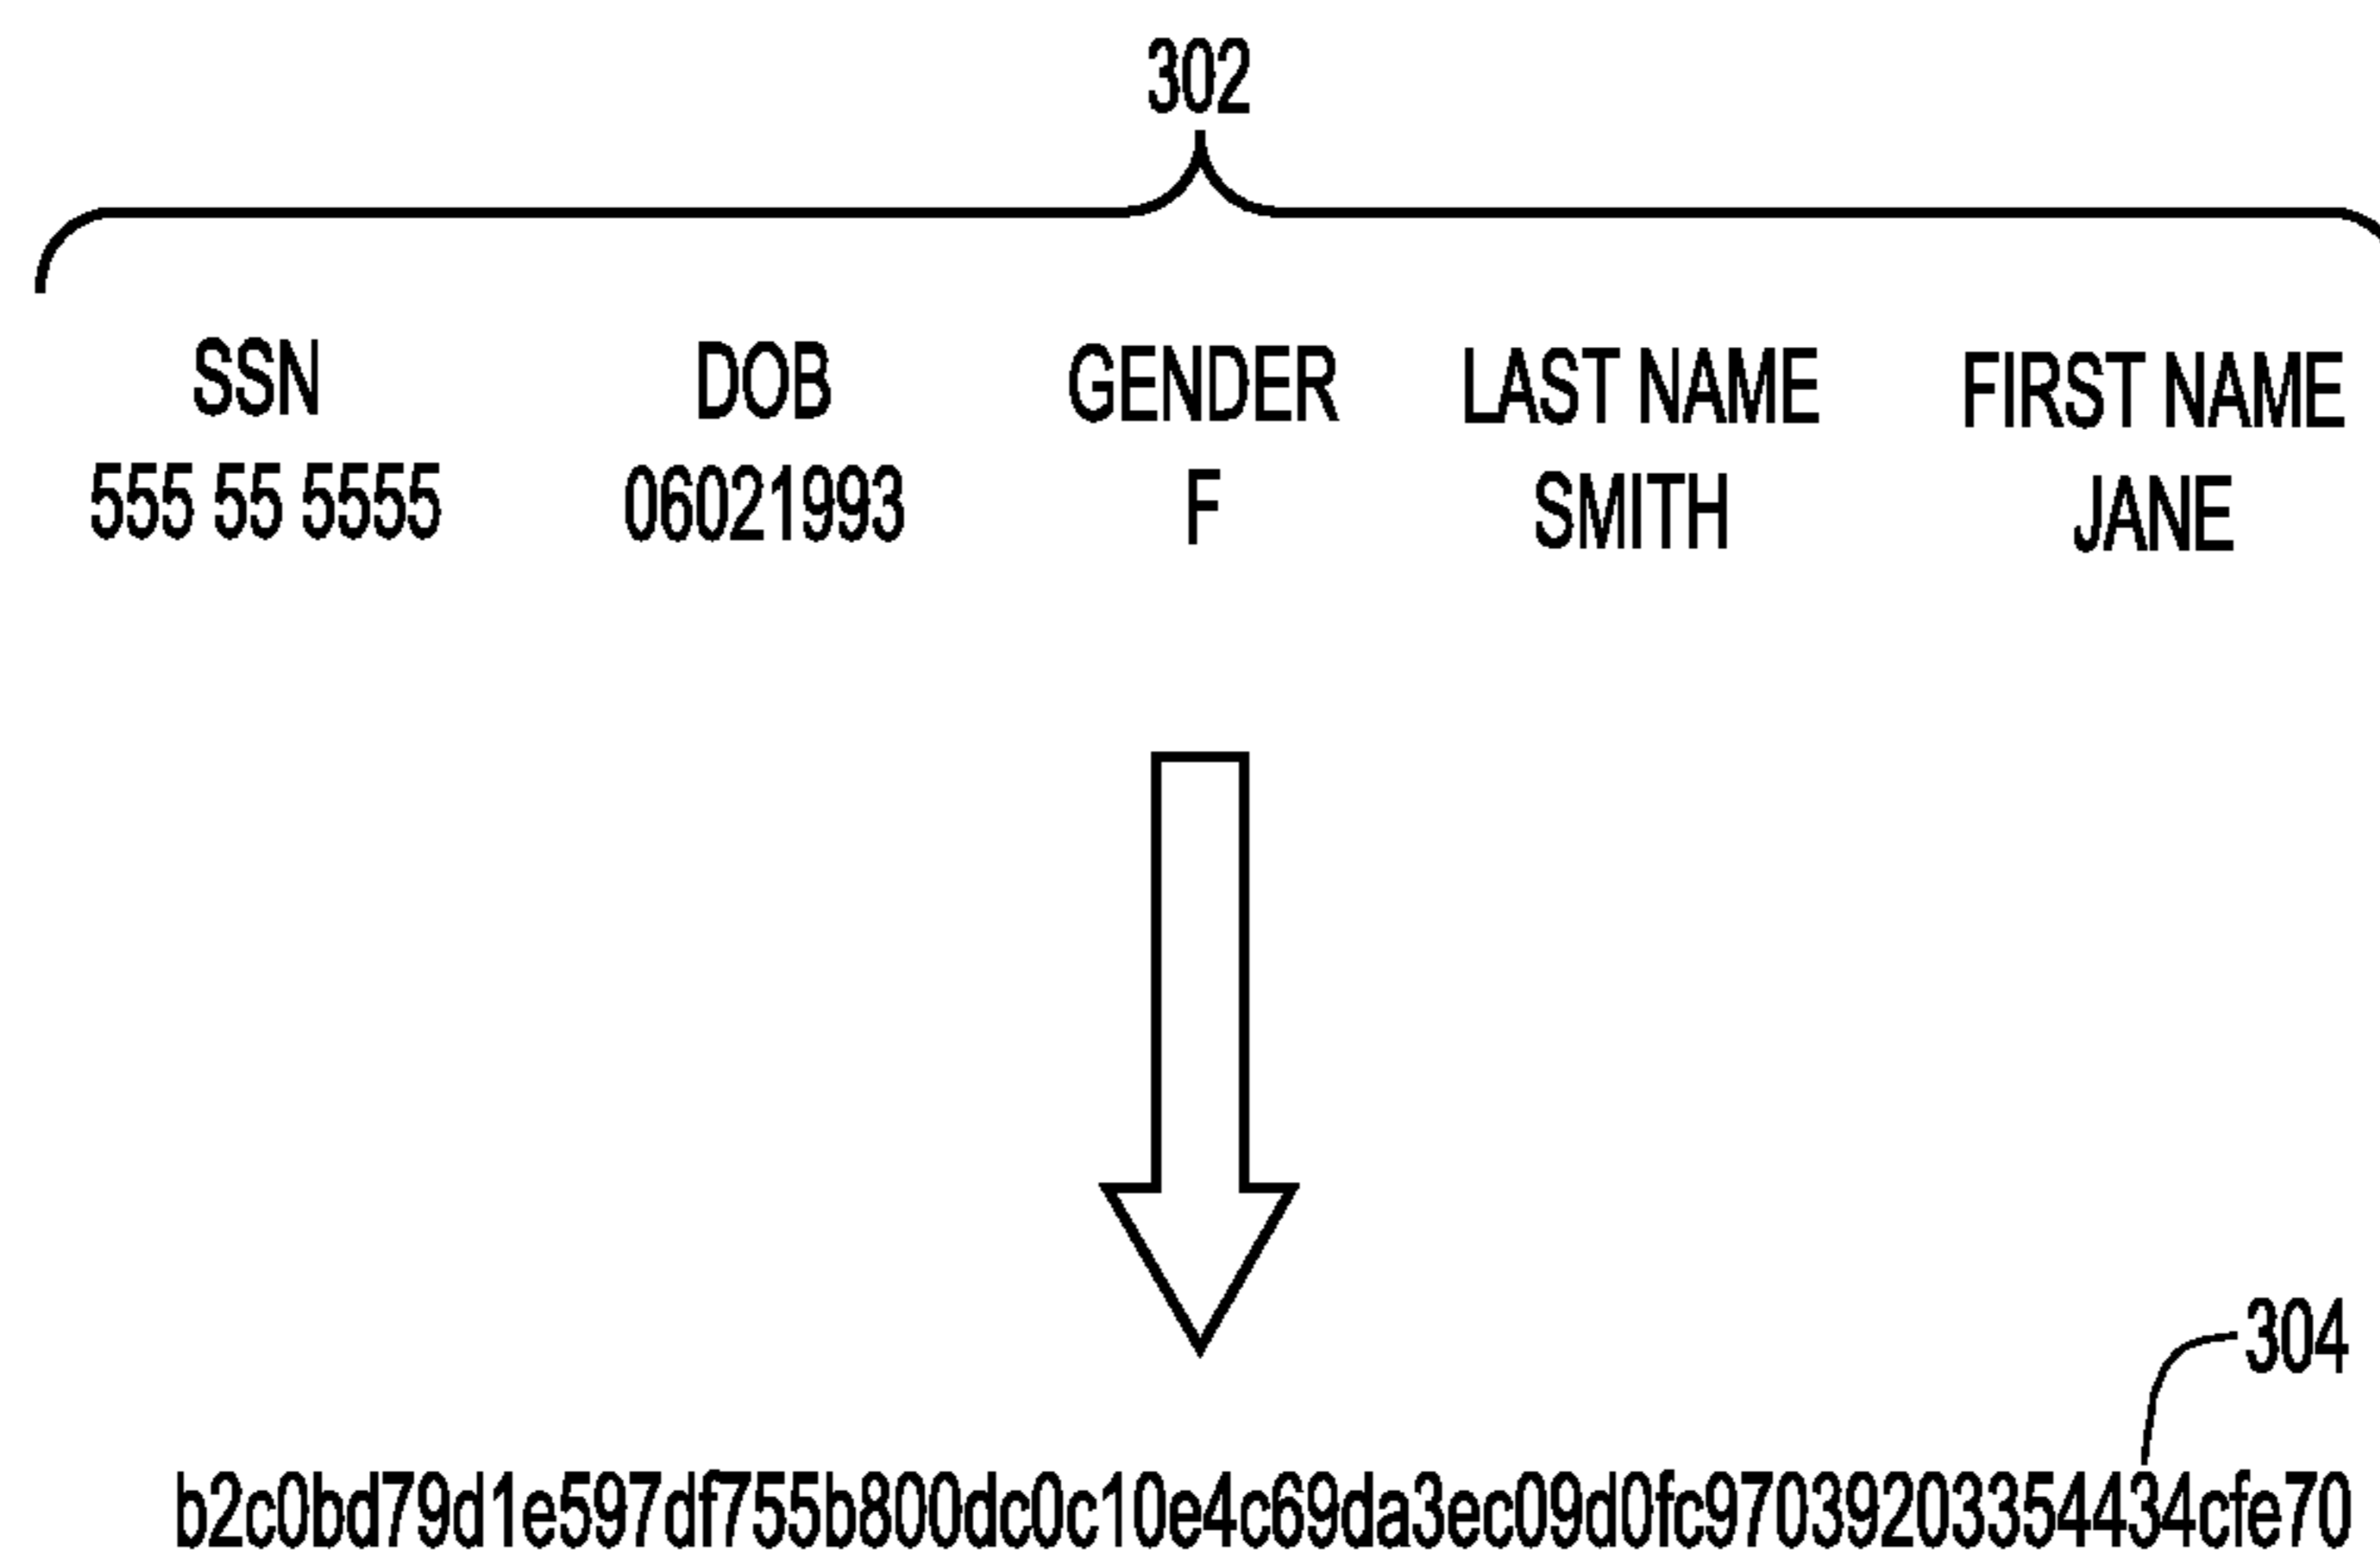 302
SSN DOB GENDER LAST NAME FIRST NAME
555 55 5555 06021993 F SMITH JANE
304
b2c0bd79d1e597df755b800dc0c10e4c69da3ec09d0fc97039203354434cfe70